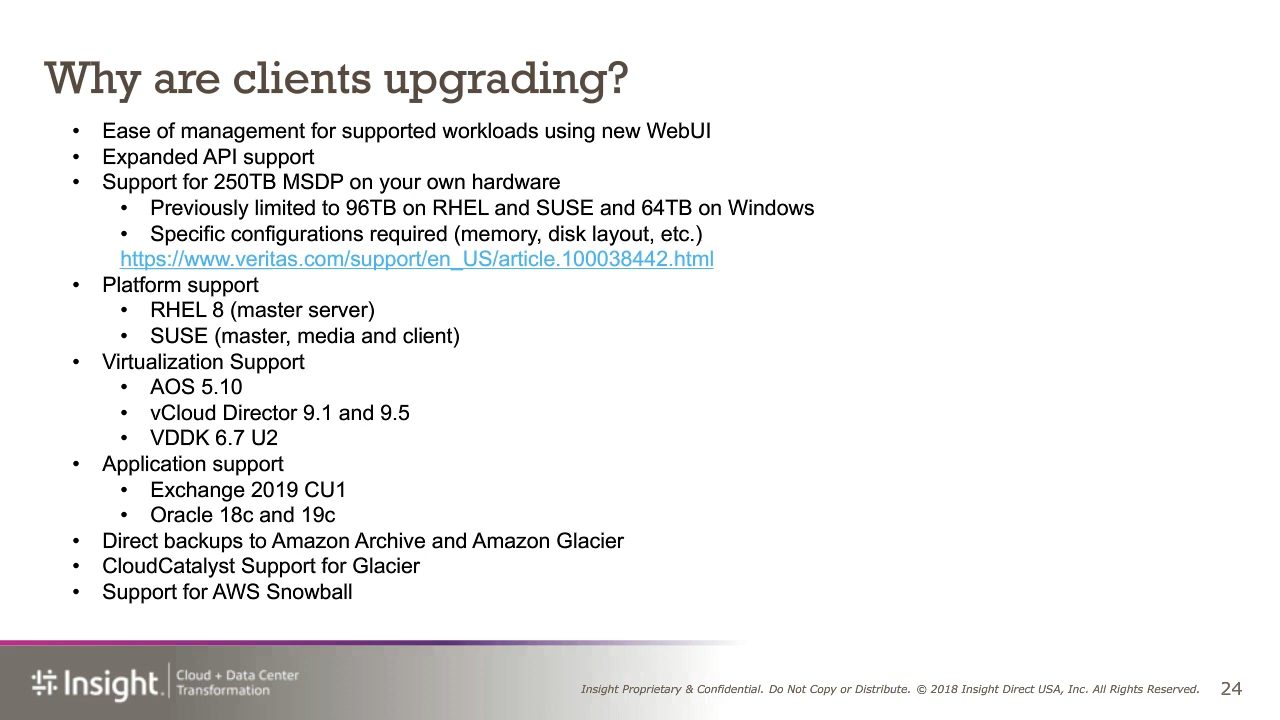 Why are clients upgrading?
• Ease of management for supported workloads using new WebUI
• Expanded API support
• Support for 250TB MSDP on your own hardware
• Previously limited to 96TB on RHEL and SUSE and 64TB on Windows
• Specific configurations required (memory, disk layout, etc.)
https://www.veritas.com/support/en_US/article.100038442.html
• Platform support
• RHEL 8 (master server)
• SUSE (master, media and client)
• Virtualization Support
• AOS 5.10
• vCloud Director 9.1 and 9.5
• VDDK 6.7 U2
• Application support
• Exchange 2019 CU1
• Oracle 18c and 19c
• Direct backups to Amazon Archive and Amazon Glacier
• CloudCatalyst Support for Glacier
• Support for AWS Snowball
Insight.
Cloud + Data Center
Transformation
Insight Proprietary & Confidential. Do Not Copy or Distribute. © 2018 Insight Direct USA, Inc. All Rights Reserved.
24